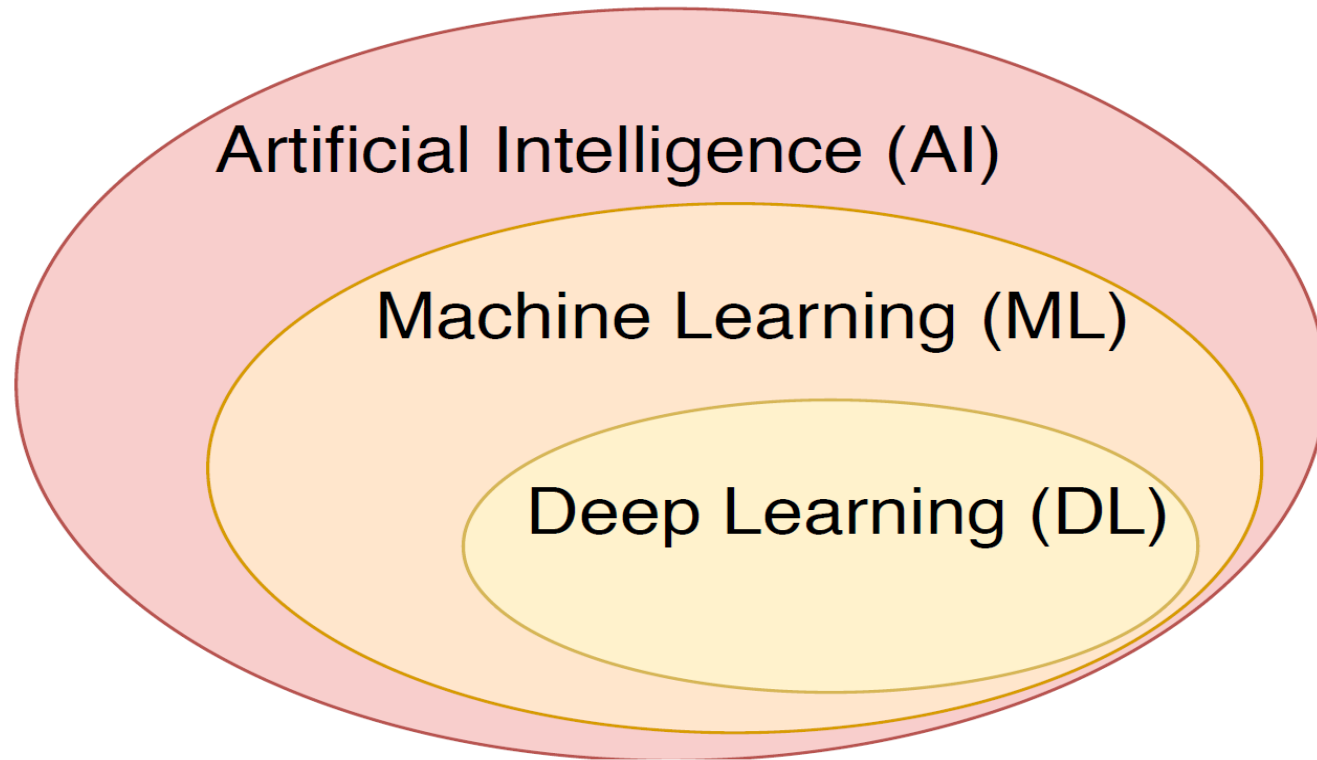 Artificial Intelligence (AI)
Machine Learning (ML)
Deep Learning (DL)